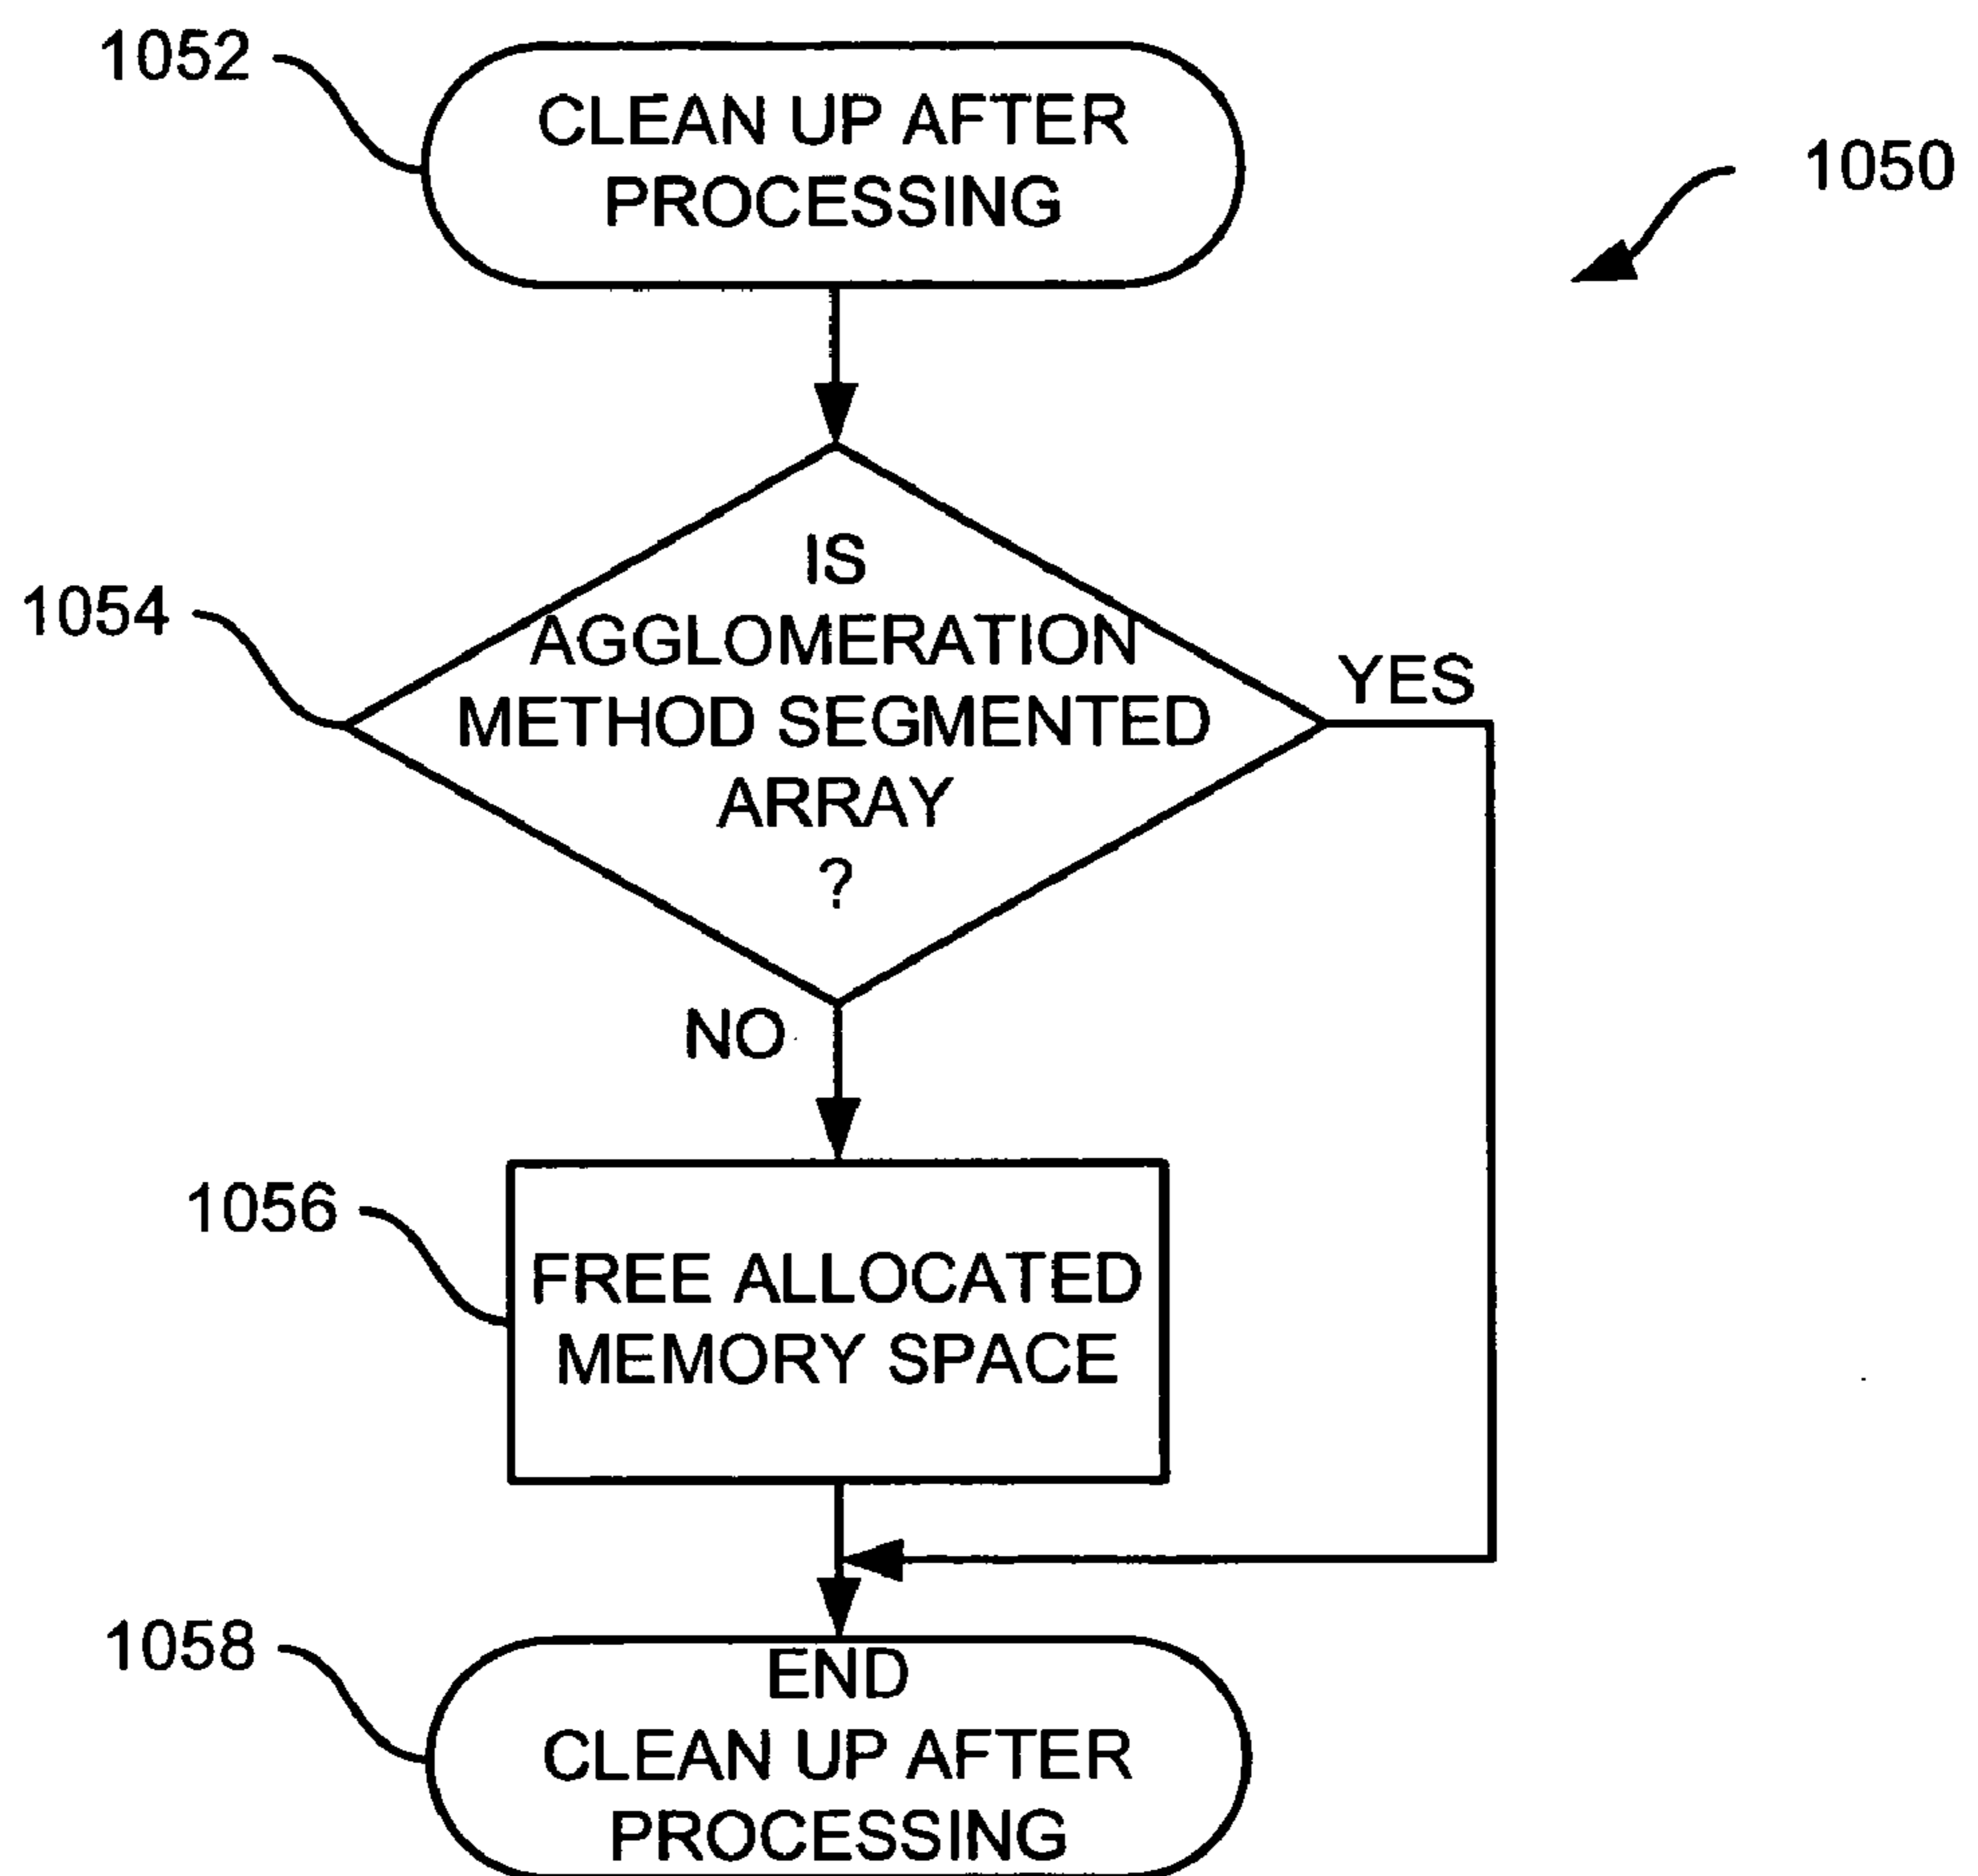 1052
CLEAN UP AFTER
PROCESSING
1050
1054
IS
AGGLOMERATION
METHOD SEGMENTED
ARRAY
?
YES
NO
1056
FREE ALLOCATED
MEMORY SPACE
1058
END
CLEAN UP AFTER
PROCESSING